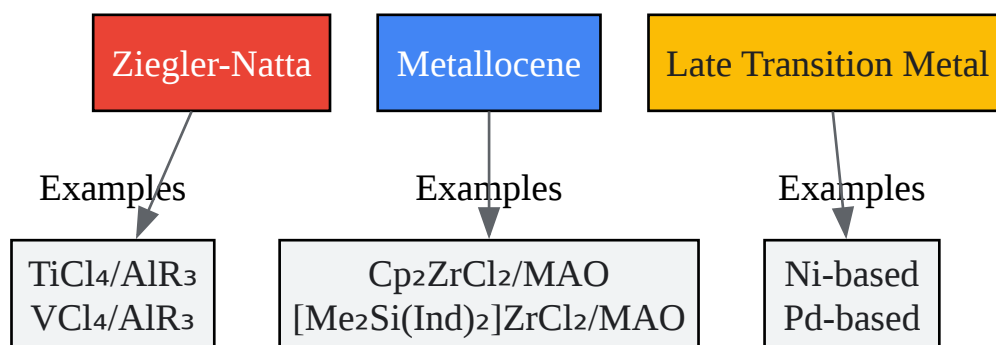 Ziegler-Natta
Metallocene
Late Transition Metal
Examples
Examples
Examples
TiCl₄/AlR₃
VCl₄/AlR₃
Cp₂ZrCl₂/MAO
[Me₂Si(Ind)₂]ZrCl₂/MAO
Ni-based
Pd-based